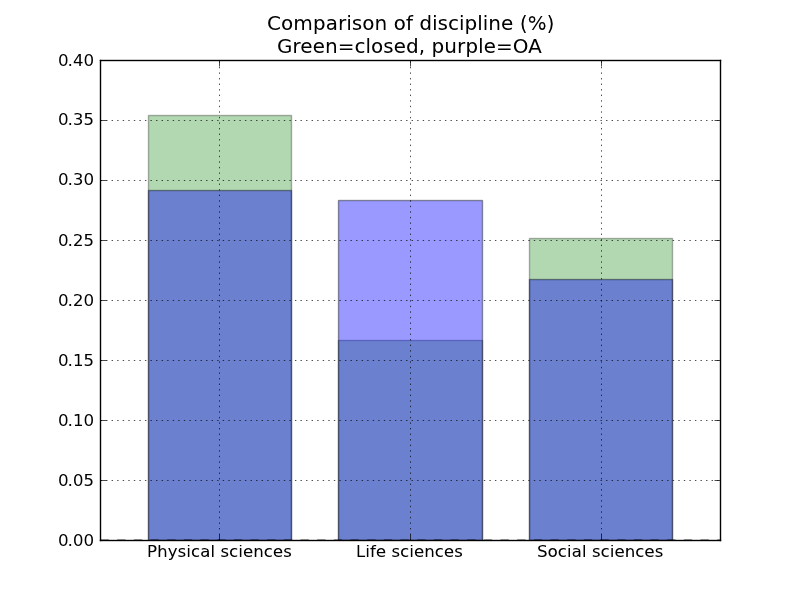 Comparison of discipline (%)
Green=closed, purple=OA
0.40
0.35
0.30
0.25
0.20
0.15
0.10
0.05
0.00
Physical sciences
Life sciences
Social sciences